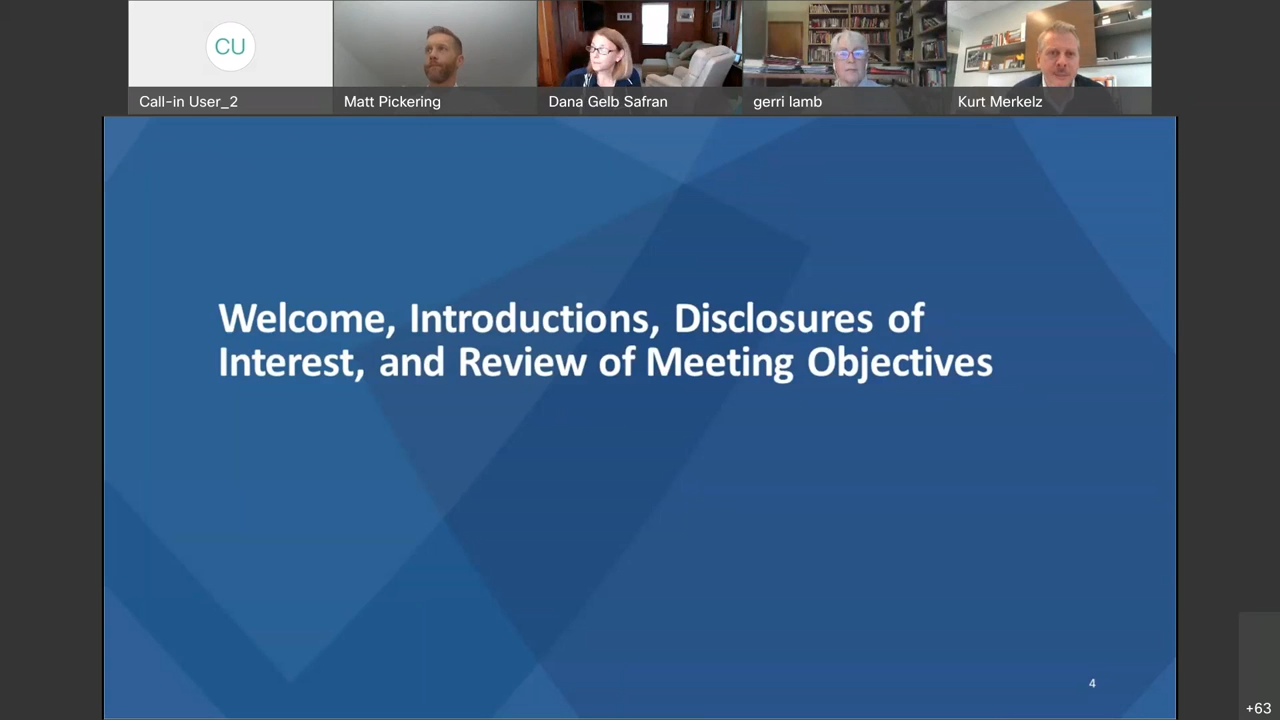 CU
Call-in User_2
Matt Pickering
Dana Gelb Safran
gerri lamb
Kurt Merkelz
Welcome, Introductions, Disclosures of
Interest, and Review of Meeting Objectives
4
+63